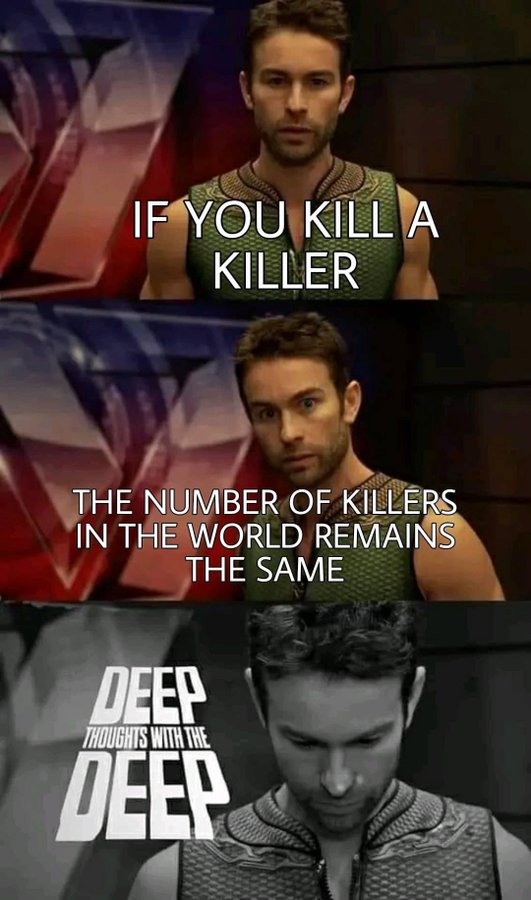 IF YOU KILL A
KILLER
THE NUMBER OF KILLERS
IN THE WORLD REMAINS
THE SAME
DEEP
THOUGHTS WITH THE
DEEP